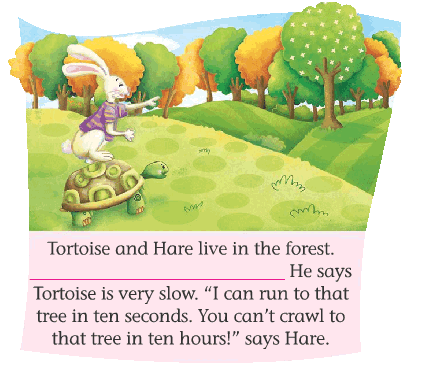 Tortoise and Hare live in the forest.
__________________________ He says
Tortoise is very slow. “I can run to that
tree in ten seconds. You can’t crawl to
that tree in ten hours!” says Hare.